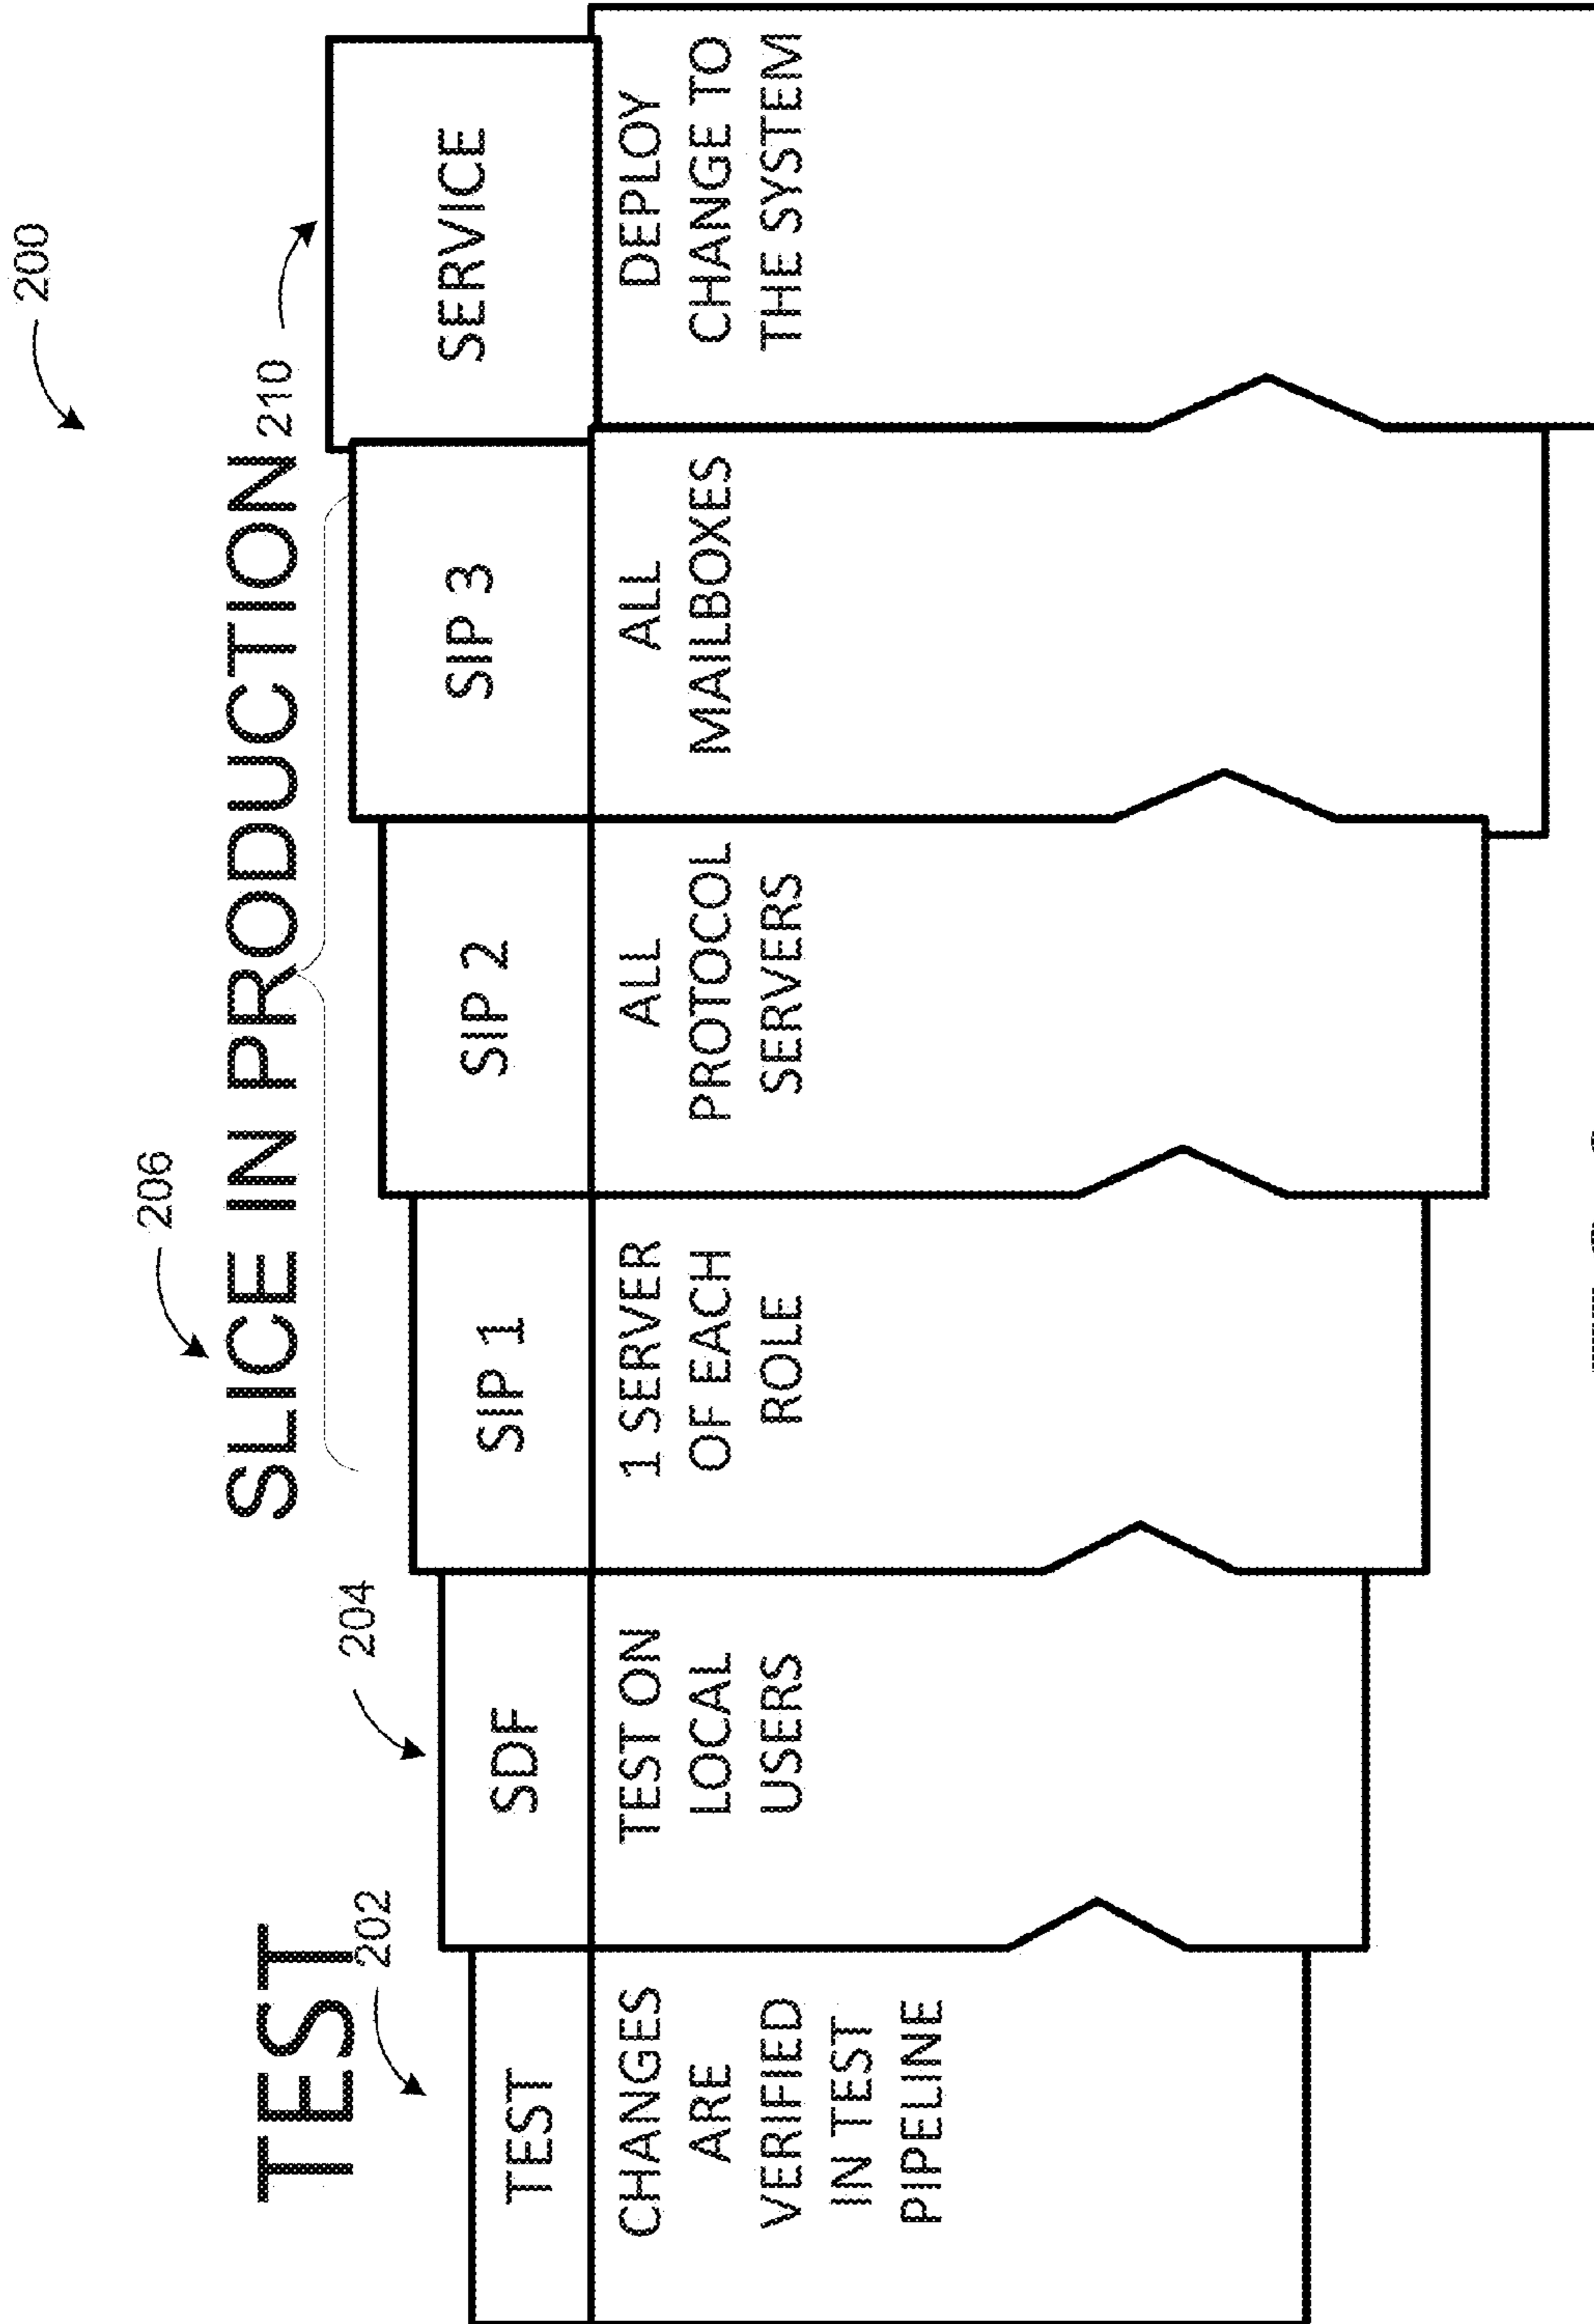 200
206
SLICE IN PRODUCTION
210
TEST
202
204
TEST
SDF
SIP 1
SIP 2
SIP 3
SERVICE
CHANGES
ARE
VERIFIED
IN TEST
PIPELINE
TEST ON
LOCAL
USERS
1 SERVER
OF EACH
ROLE
ALL
PROTOCOL
SERVERS
ALL
MAILBOXES
DEPLOY
CHANGE TO
THE SYSTEM